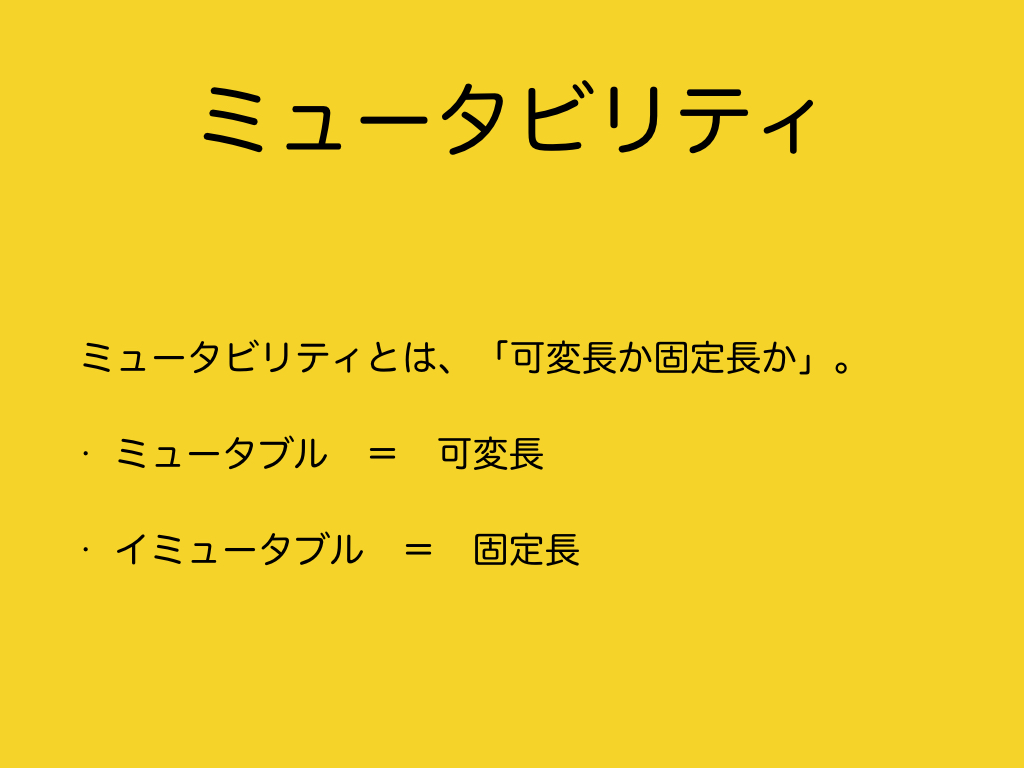 ミュータビリティ
ミュータビリティとは、「可変長か固定長か」。
・ミュータブル　＝　可変長
・イミュータブル　＝　固定長